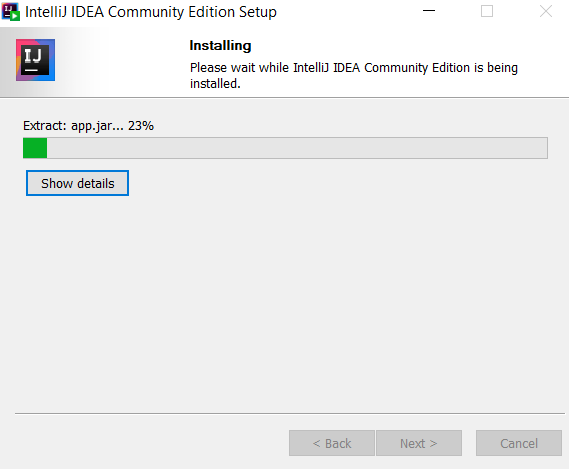 IntelliJ IDEA Community Edition Setup
IJ
Installing
Please wait while IntelliJ IDEA Community Edition is being
installed.
Extract: app.jar... 23%
Show details
< Back
Next >
Cancel